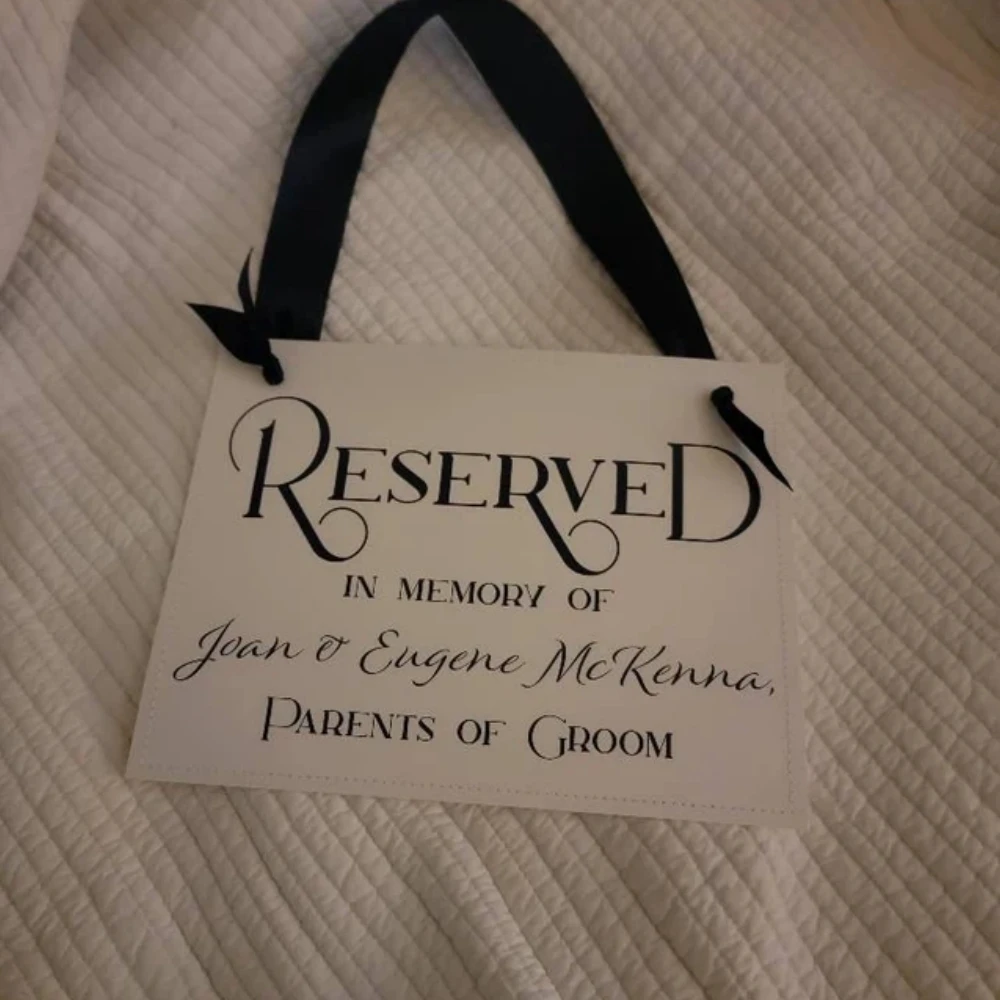 Reserved
in memory of
Joan & Eugene McKenna,
Parents of Groom